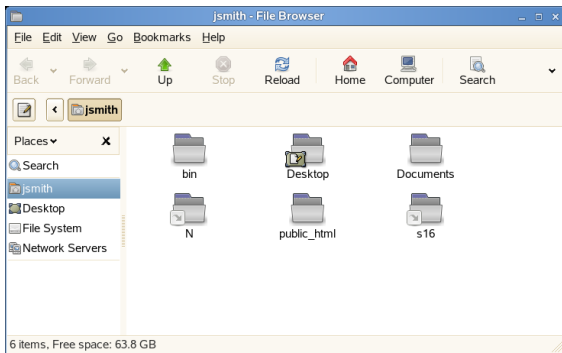 jsmith - File Browser
File Edit View Go Bookmarks Help
Back Forward Up Stop Reload Home Computer Search
jsmith
Places
Search
jsmith
Desktop
File System
Network Servers
bin Desktop Documents
N public_html s16
6 items, Free space: 63.8 GB